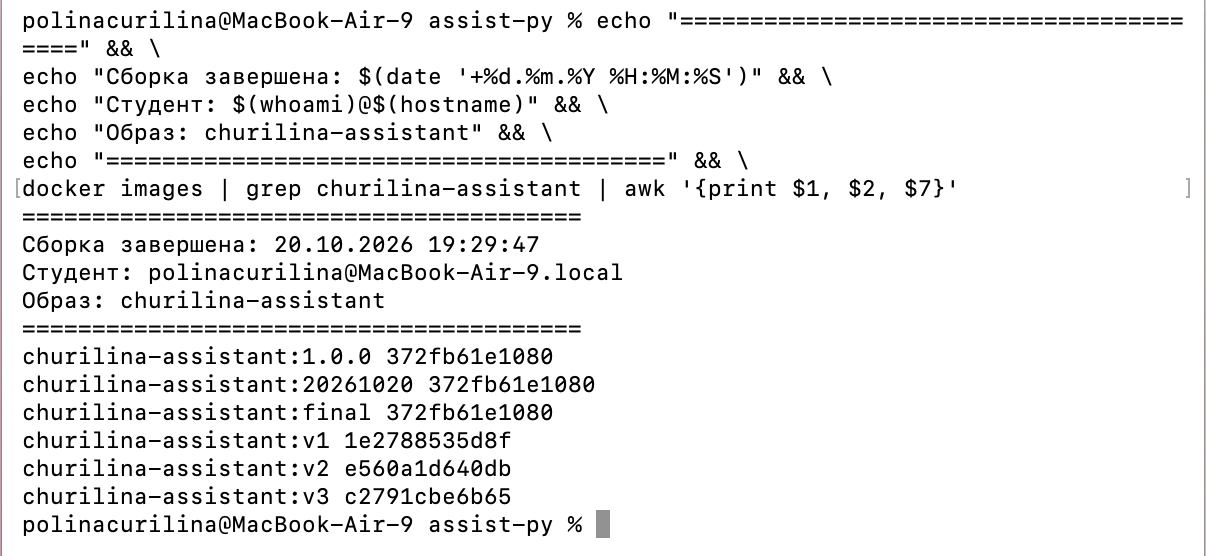 polinacurilina@MacBook-Air-9 assist-py % echo "====================================
====" && \
echo "Сборка завершена: $(date '+%d.%m.%Y %H:%M:%S')" && \
echo "Студент: $(whoami)@$(hostname)" && \
echo "Образ: churilina-assistant" && \
echo "========================================" && \
[docker images | grep churilina-assistant | awk '{print $1, $2, $7}' ]
========================================
Сборка завершена: 20.10.2026 19:29:47
Студент: polinacurilina@MacBook-Air-9.local
Образ: churilina-assistant
========================================
churilina-assistant:1.0.0 372fb61e1080
churilina-assistant:20261020 372fb61e1080
churilina-assistant:final 372fb61e1080
churilina-assistant:v1 1e2788535d8f
churilina-assistant:v2 e560a1d640db
churilina-assistant:v3 c2791cbe6b65
polinacurilina@MacBook-Air-9 assist-py %